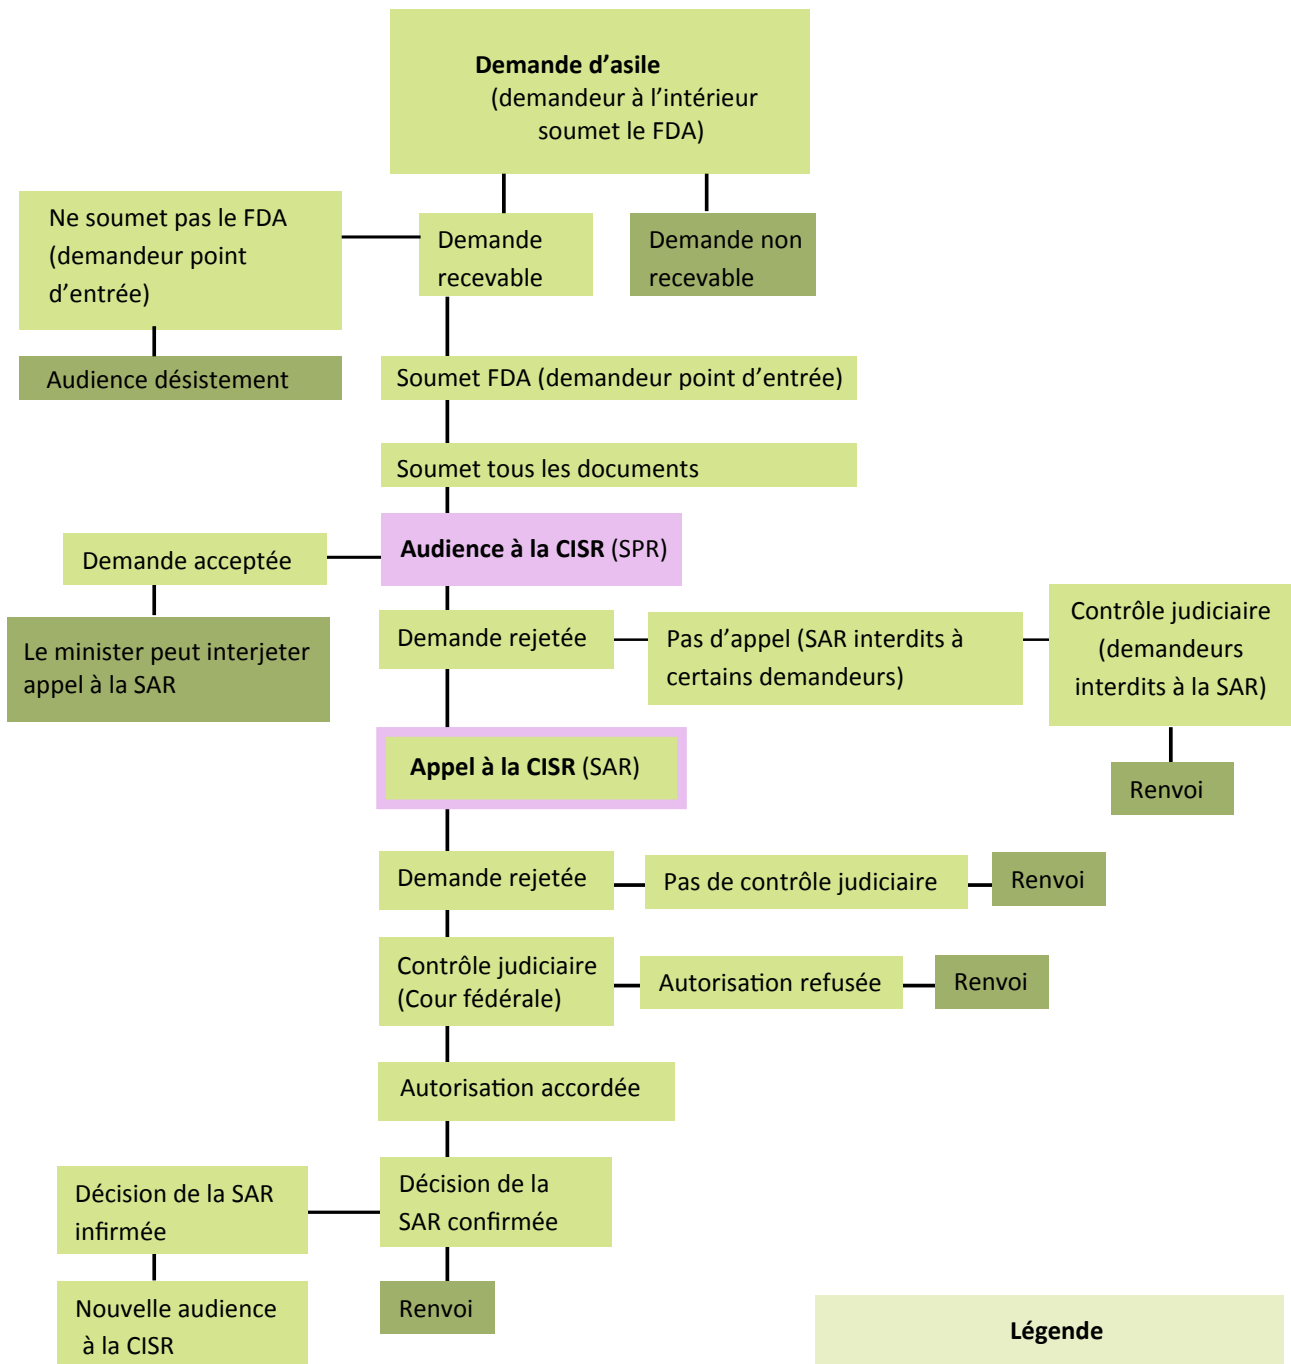 Demande d’asile
(demandeur à l’intérieur
soumet le FDA)
Ne soumet pas le FDA
(demandeur point
d’entrée)
Demande
recevable
Demande non
recevable
Audience désistement
Soumet FDA (demandeur point d’entrée)
Soumet tous les documents
Audience à la CISR (SPR)
Demande acceptée
Le minister peut interjeter
appel à la SAR
Demande rejetée
Pas d’appel (SAR interdits à
certains demandeurs)
Contrôle judiciaire
(demandeurs
interdits à la SAR)
Renvoi
Appel à la CISR (SAR)
Demande rejetée
Pas de contrôle judiciaire
Renvoi
Contrôle judiciaire
(Cour fédérale)
Autorisation refusée
Renvoi
Autorisation accordée
Décision de la SAR
infirmée
Décision de la
SAR confirmée
Nouvelle audience
à la CISR
Renvoi
Légende